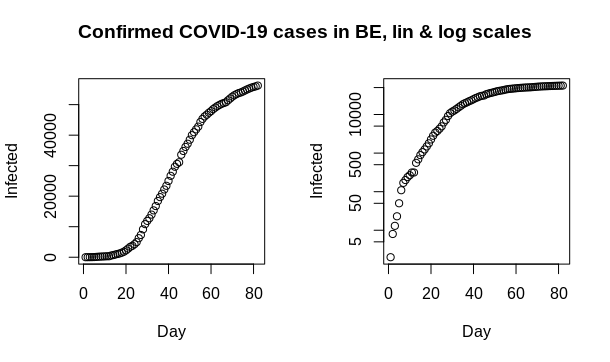 Confirmed COVID-19 cases in BE, lin & log scales
Infected
0 20000 40000
0 20 40 60 80
Day
Infected
5 50 500 10000
0 20 40 60 80
Day